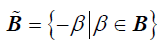 B̃ = {−β|β ∈ B}